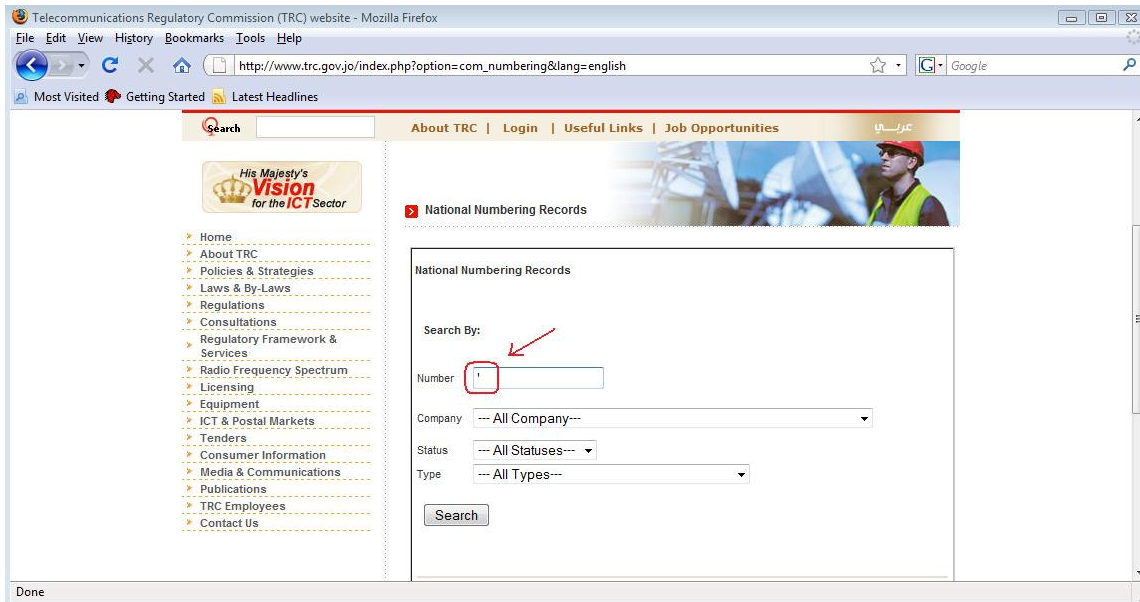 Telecommunications Regulatory Commission (TRC) website - Mozilla Firefox
File Edit View History Bookmarks Tools Help
http://www.trc.gov.jo/index.php?option=com_numbering&lang=english
G Google
Most Visited Getting Started Latest Headlines
Search About TRC | Login | Useful Links | Job Opportunities عربي
His Majesty's
Vision
for the ICT Sector
National Numbering Records
Home
About TRC
Policies & Strategies
Laws & By-Laws
Regulations
Consultations
Regulatory Framework &
Services
Radio Frequency Spectrum
Licensing
Equipment
ICT & Postal Markets
Tenders
Consumer Information
Media & Communications
Publications
TRC Employees
Contact Us
National Numbering Records
Search By:
Number '
Company --- All Company---
Status --- All Statuses---
Type --- All Types---
Search
Done